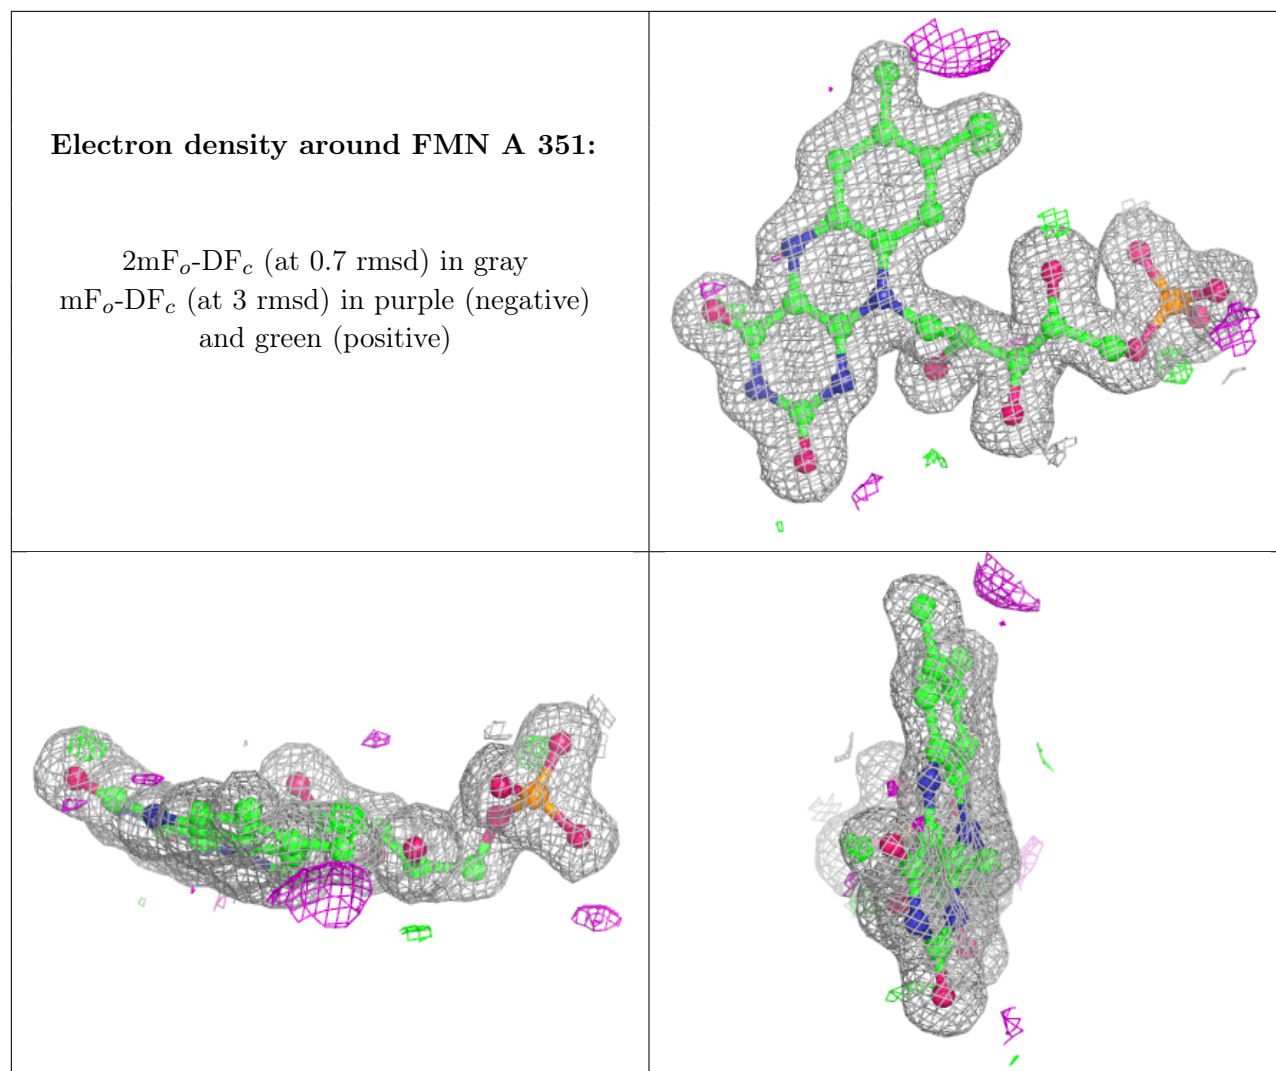 Electron density around FMN A 351:
2mFₒ-DF𝒸 (at 0.7 rmsd) in gray
mFₒ-DF𝒸 (at 3 rmsd) in purple (negative)
and green (positive)